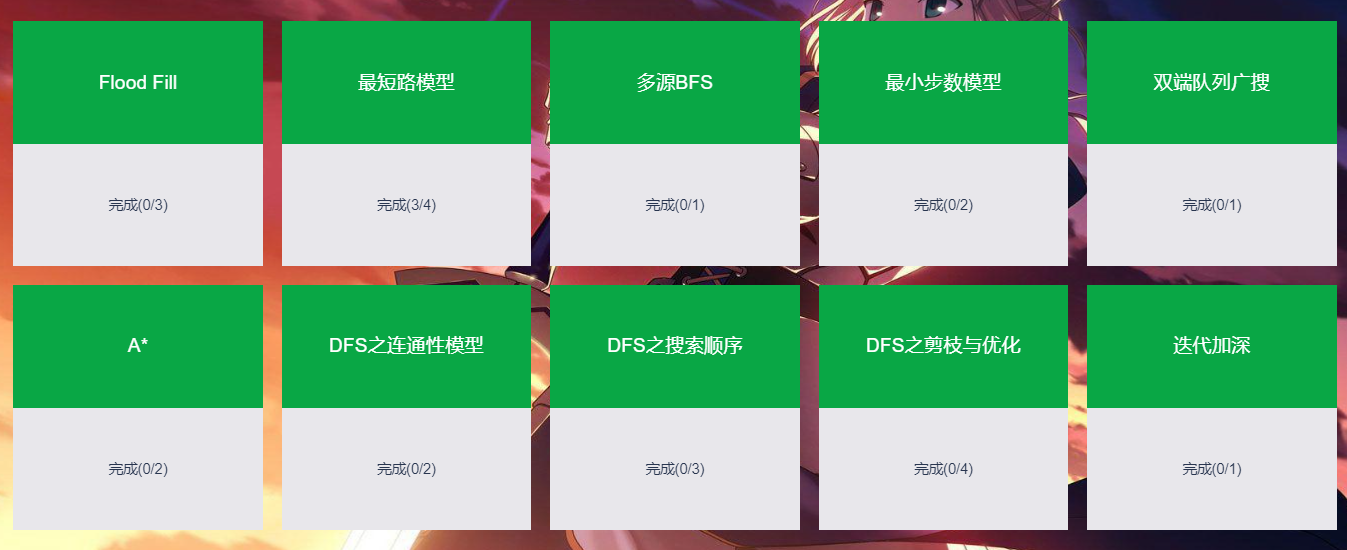 Flood Fill
最短路模型
多源BFS
最小步数模型
双端队列广搜
完成(0/3)
完成(3/4)
完成(0/1)
完成(0/2)
完成(0/1)
A*
DFS之连通性模型
DFS之搜索顺序
DFS之剪枝与优化
迭代加深
完成(0/2)
完成(0/2)
完成(0/3)
完成(0/4)
完成(0/1)